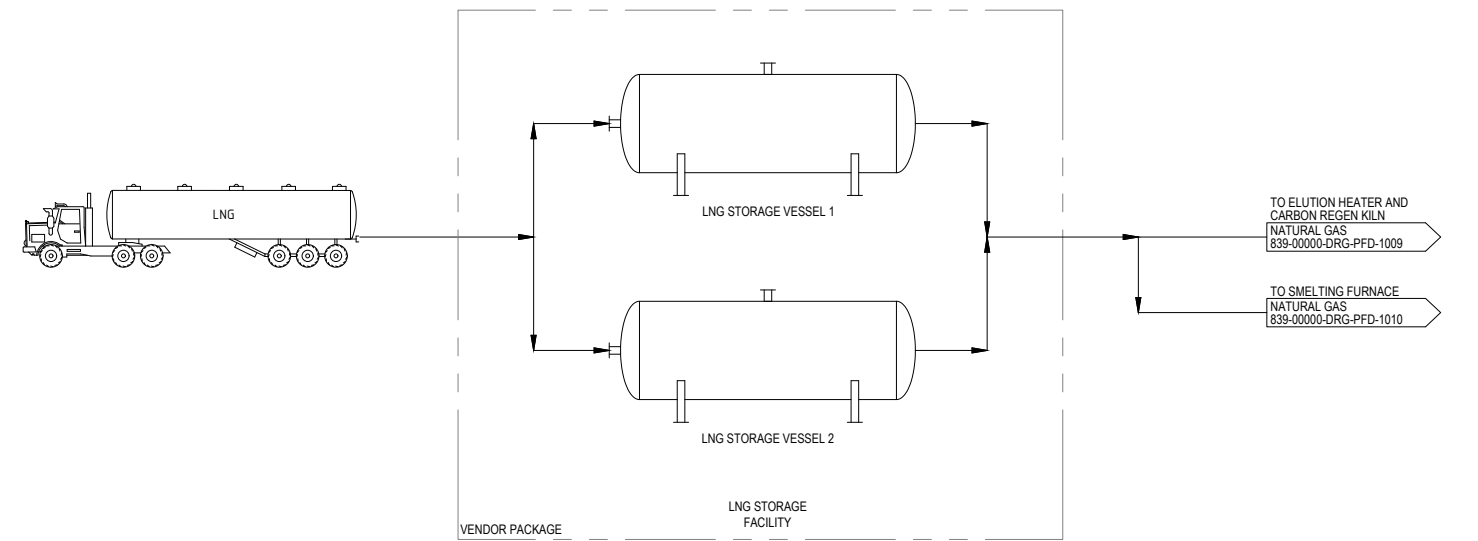 LNG
LNG STORAGE VESSEL 1
TO ELUTION HEATER AND
CARBON REGEN KILN
NATURAL GAS
839-00000-DRG-PFD-1009
TO SMELTING FURNACE
NATURAL GAS
839-00000-DRG-PFD-1010
LNG STORAGE VESSEL 2
LNG STORAGE
FACILITY
VENDOR PACKAGE